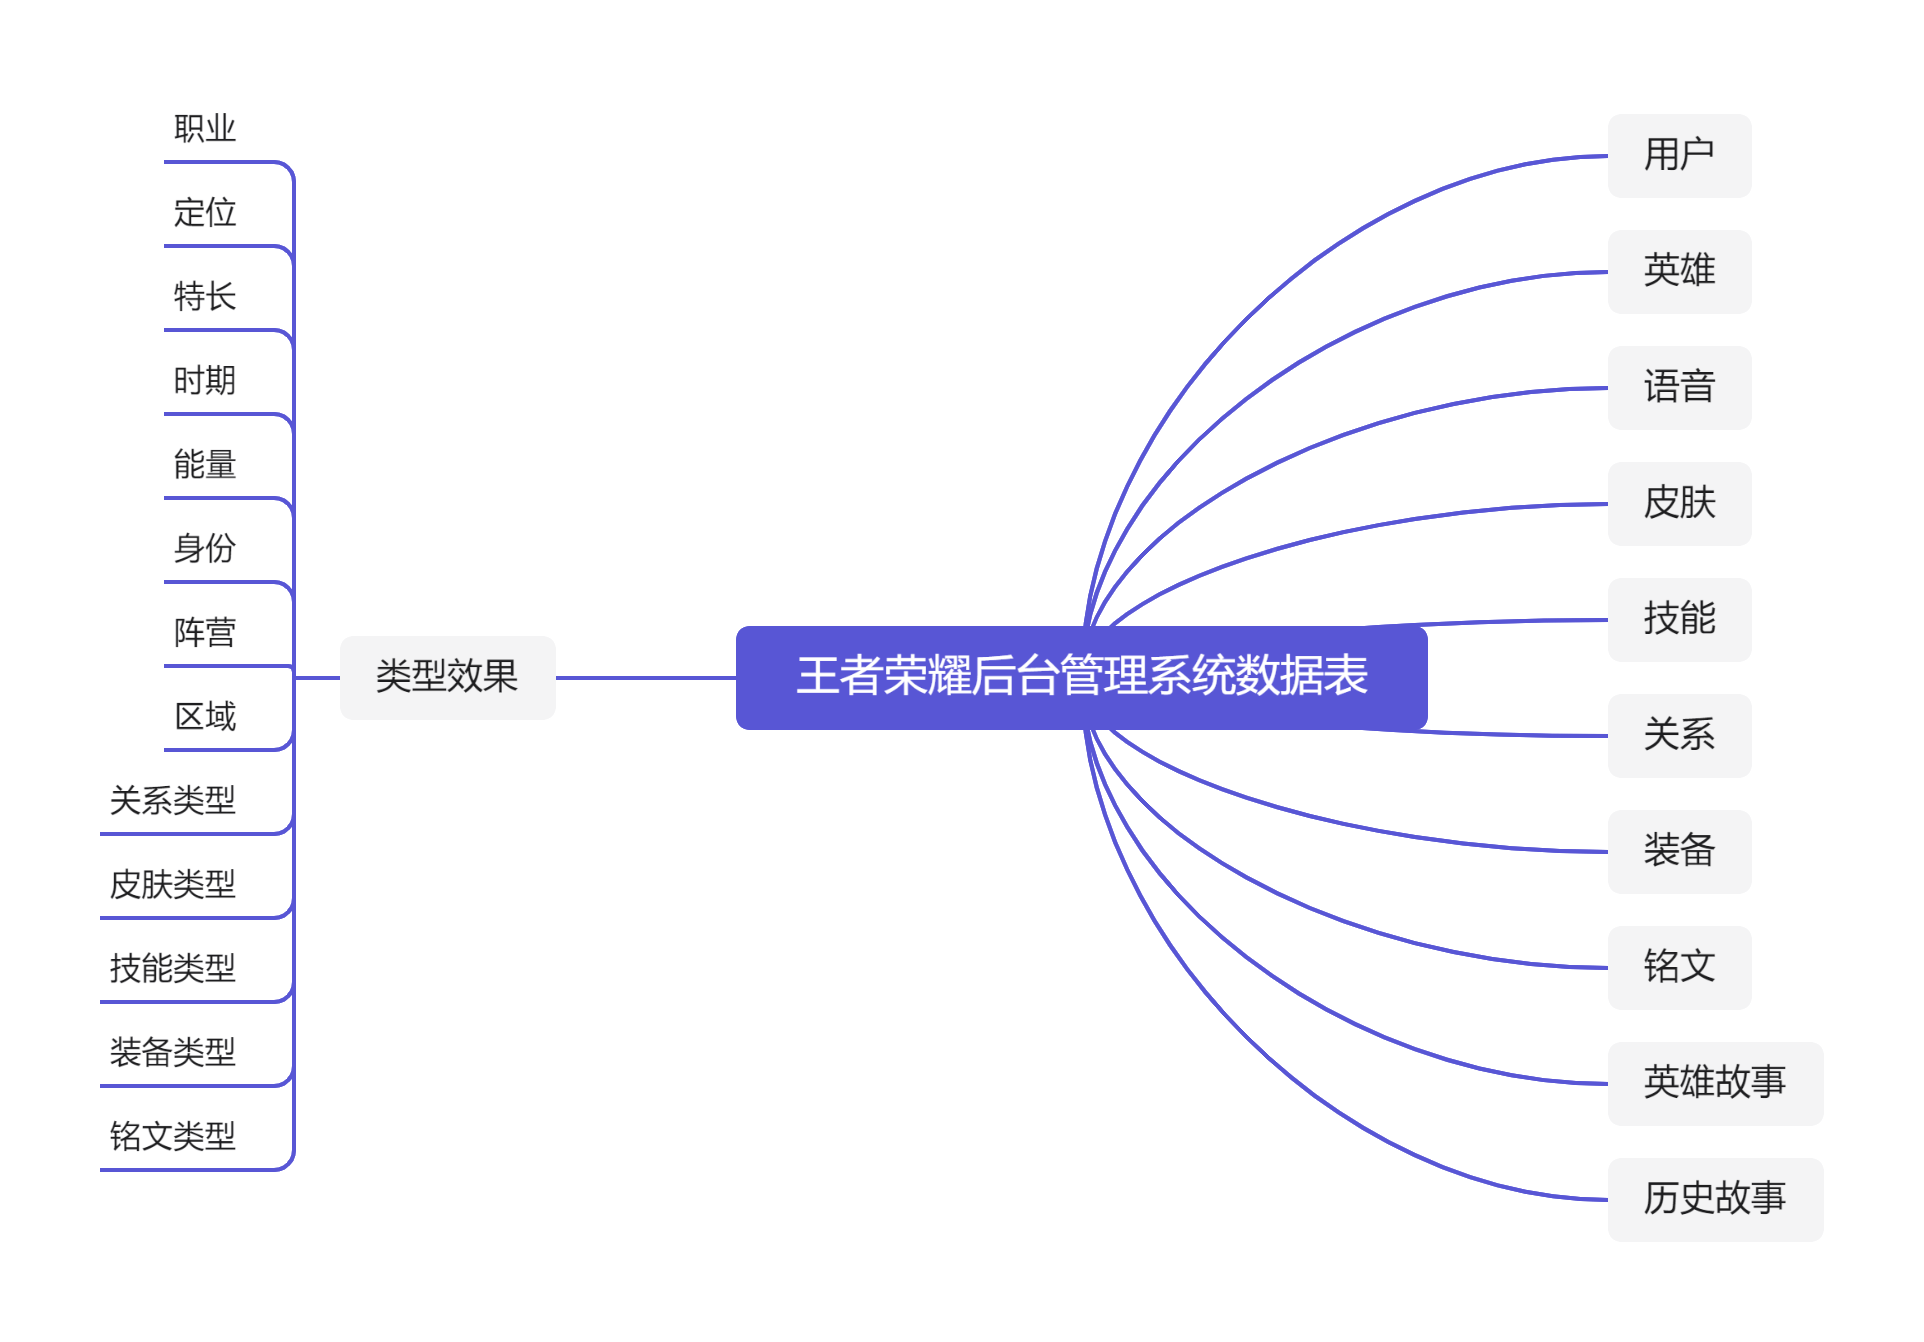 职业
定位
特长
时期
能量
身份
阵营
区域
关系类型
皮肤类型
技能类型
装备类型
铭文类型
类型效果
王者荣耀后台管理系统数据表
用户
英雄
语音
皮肤
技能
关系
装备
铭文
英雄故事
历史故事